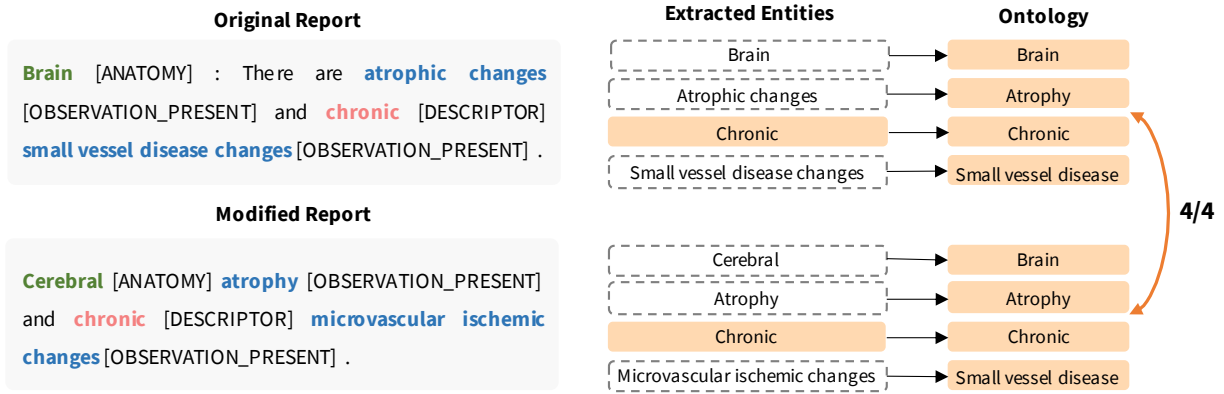 Original Report
Brain [ANATOMY] : There are atrophic changes
[OBSERVATION_PRESENT] and chronic [DESCRIPTOR]
small vessel disease changes [OBSERVATION_PRESENT] .
Modified Report
Cerebral [ANATOMY] atrophy [OBSERVATION_PRESENT]
and chronic [DESCRIPTOR] microvascular ischemic
changes [OBSERVATION_PRESENT] .
Extracted Entities
Ontology
Brain
Brain
Atrophic changes
Atrophy
Chronic
Chronic
Small vessel disease changes
Small vessel disease
4/4
Cerebral
Brain
Atrophy
Atrophy
Chronic
Chronic
Microvascular ischemic changes
Small vessel disease